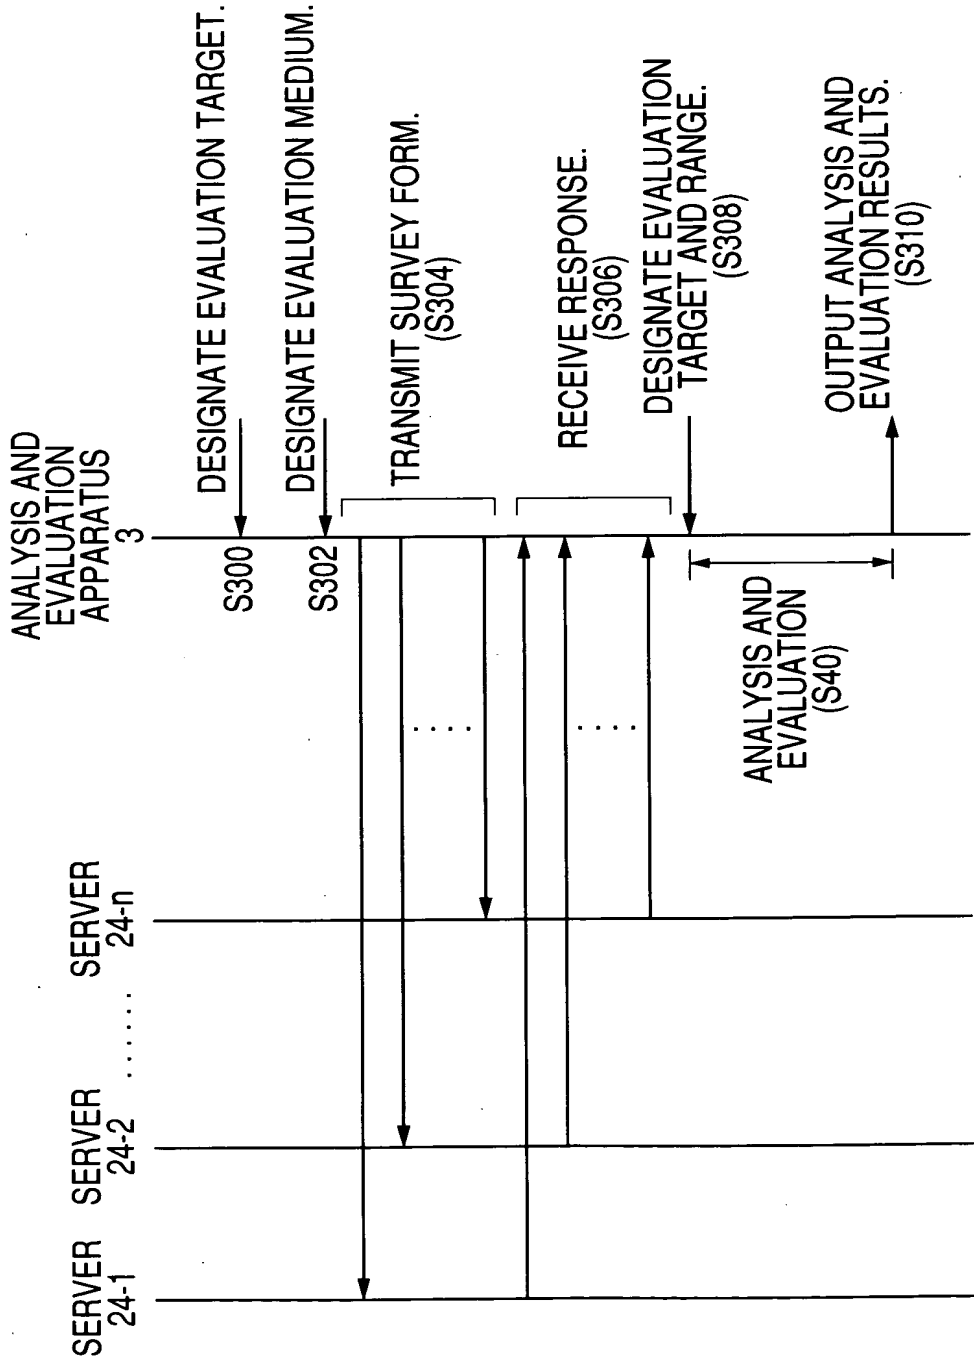 SERVER
24-1
SERVER
24-2
......
SERVER
24-n
ANALYSIS AND
EVALUATION
APPARATUS
3
S300
DESIGNATE EVALUATION TARGET.
S302
DESIGNATE EVALUATION MEDIUM.
TRANSMIT SURVEY FORM.
(S304)
....
RECEIVE RESPONSE.
(S306)
....
DESIGNATE EVALUATION
TARGET AND RANGE.
(S308)
ANALYSIS AND
EVALUATION
(S40)
OUTPUT ANALYSIS AND
EVALUATION RESULTS.
(S310)